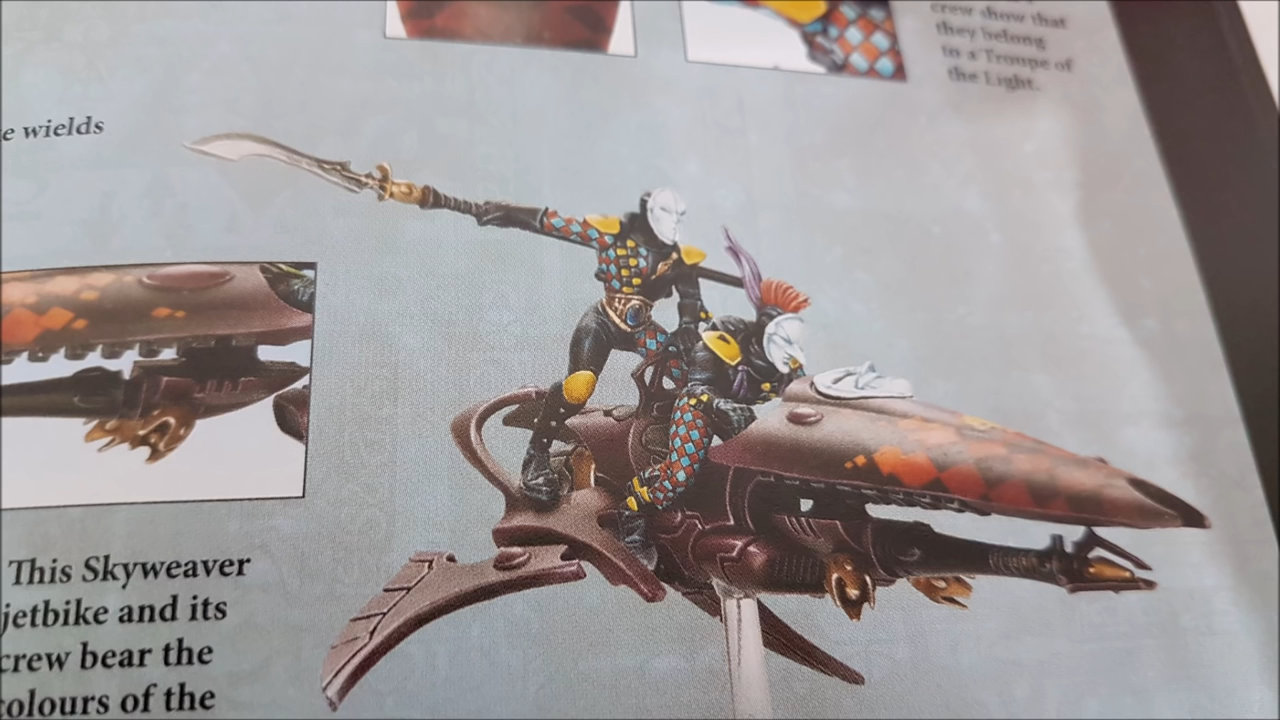 crew show that
they belong
to a Troupe of
the Light.
e wields
This Skyweaver
jetbike and its
crew bear the
colours of the